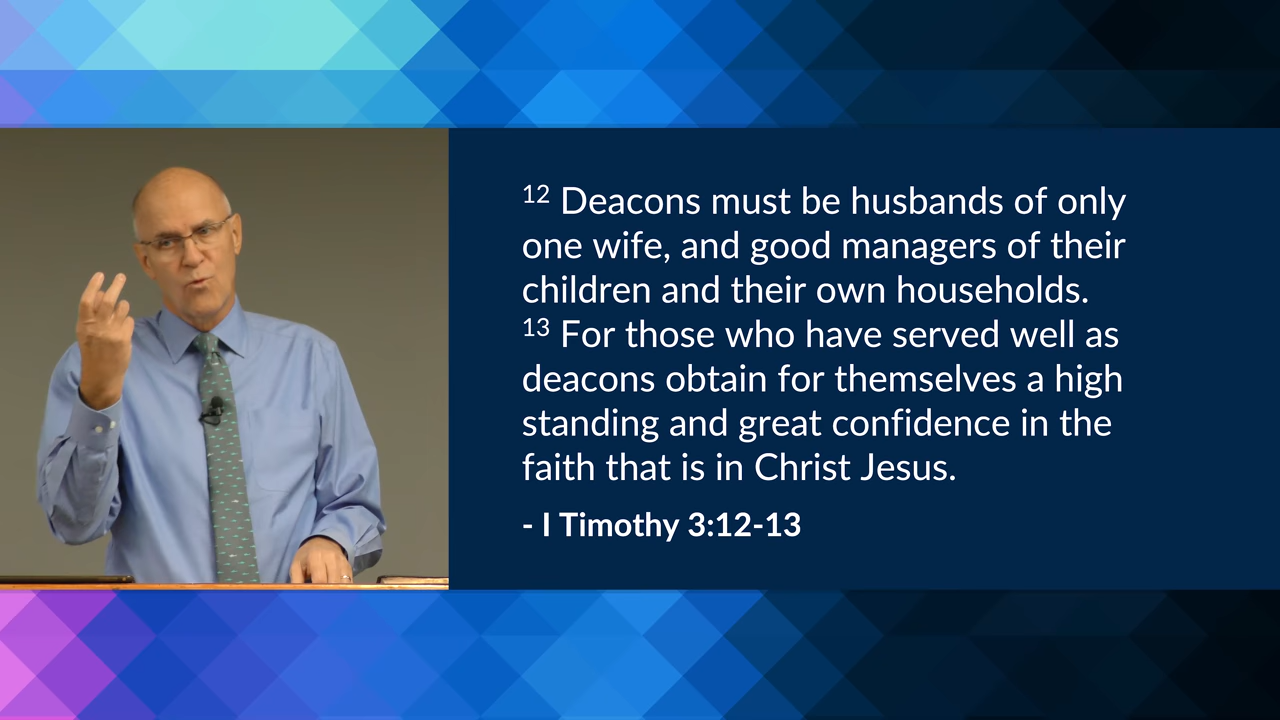 12 Deacons must be husbands of only
one wife, and good managers of their
children and their own households.
13 For those who have served well as
deacons obtain for themselves a high
standing and great confidence in the
faith that is in Christ Jesus.
- I Timothy 3:12-13